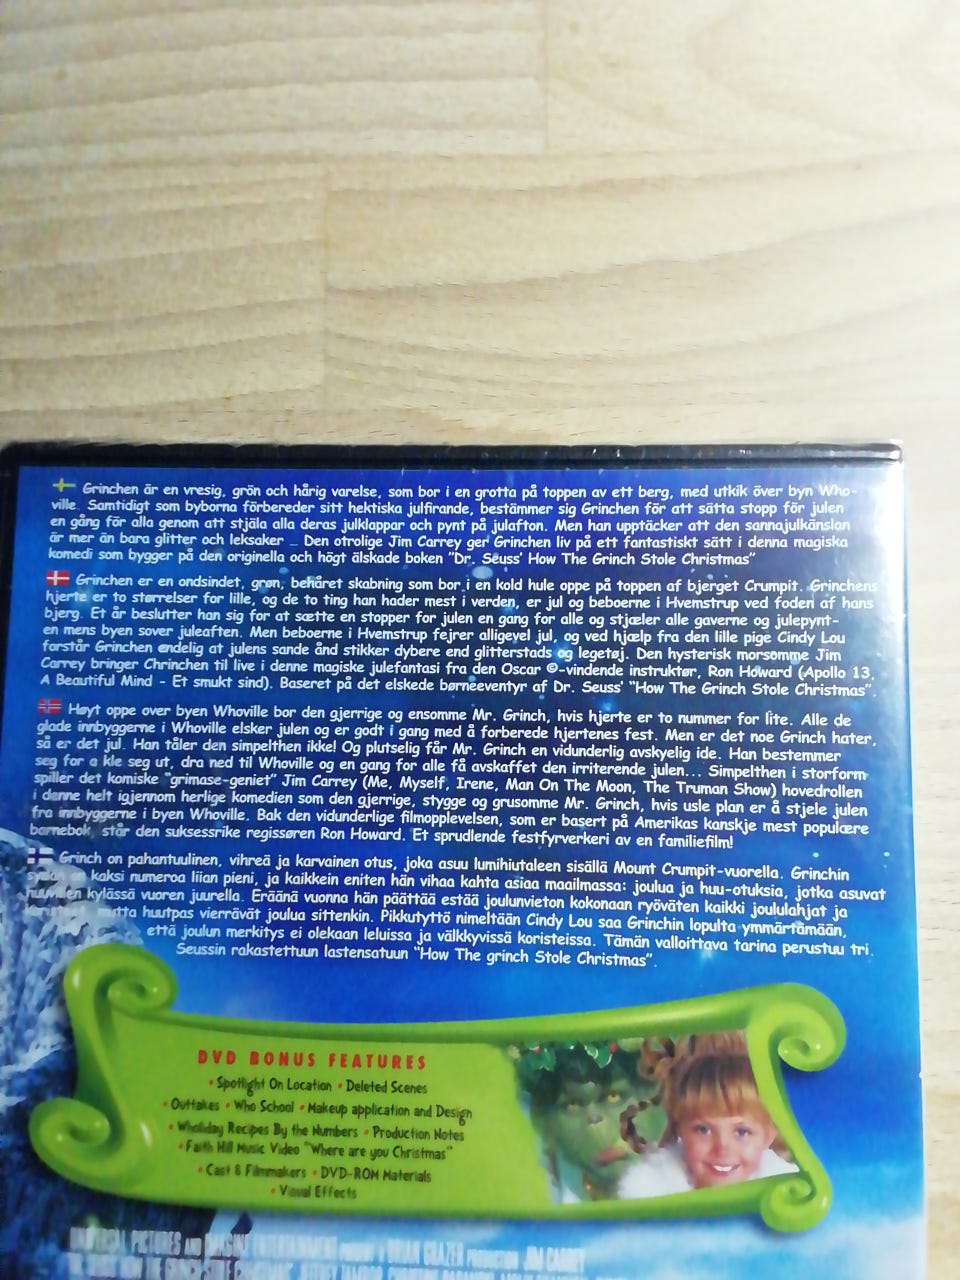 Grinchen är en vresig, grön och hårig varelse, som bor i en grotta på toppen av ett berg, med utkik över byn Who-
ville. Samtidigt som byborna förbereder sitt hektiska julfirande, bestämmer sig Grinchen för att sätta stopp för julen
en gång för alla genom att stjäla alla deras julklappar och pynt på julafton. Men han upptäcker att den sannajulkänslan
är mer än bara glitter och leksaker ... Den otrolige Jim Carrey ger Grinchen liv på ett fantastiskt sätt i denna magiska
komedi som bygger på den originella och högt älskade boken "Dr. Seuss' How The Grinch Stole Christmas"
Grinchen er en ondsindet, grøn, behåret skabning som bor i en kold hule oppe på toppen af bjerget Crumpit. Grinchens
hjerte er to størrelser for lille, og de to ting han hader mest i verden, er jul og beboerne i Hvemstrup ved foden af hans
bjerg. Et år beslutter han sig for at sætte en stopper for julen en gang for alle og stjæler alle gaverne og julepynt-
en mens byen sover juleaften. Men beboerne i Hvemstrup fejrer alligevel jul, og ved hjælp fra den lille pige Cindy Lou
forstår Grinchen endelig at julens sande ånd stikker dybere end glitterstads og legetøj. Den hysterisk morsomme Jim
Carrey bringer Chrinchen til live i denne magiske julefantasi fra den Oscar ©-vindende instruktør, Ron Howard (Apollo 13,
A Beautiful Mind - Et smukt sind). Baseret på det elskede børneeventyr af Dr. Seuss' "How The Grinch Stole Christmas".
Høyt oppe over byen Whoville bor den gjerrige og ensomme Mr. Grinch, hvis hjerte er to nummer for lite. Alle de
glade innbyggerne i Whoville elsker julen og er godt i gang med å forberede hjertenes fest. Men er det noe Grinch hater,
så er det jul. Han tåler den simpelthen ikke! Og plutselig får Mr. Grinch en vidunderlig avskyelig ide. Han bestemmer
seg for a kle seg ut, dra ned til Whoville og en gang for alle få avskaffet den irriterende julen... Simpelthen i storform
spiller det komiske "grimase-geniet" Jim Carrey (Me, Myself, Irene, Man On The Moon, The Truman Show) hovedrollen
i denne helt igjennom herlige komedien som den gjerrige, stygge og grusomme Mr. Grinch, hvis usle plan er å stjele julen
fra innbyggerne i byen Whoville. Bak den vidunderlige filmopplevelsen, som er basert på Amerikas kanskje mest populære
barnebok, står den suksessrike regissøren Ron Howard. Et sprudlende festfyrverkeri av en familiefilm!
Grinch on pahantuulinen, vihreä ja karvainen otus, joka asuu lumihiutaleen sisällä Mount Crumpit-vuorella. Grinchin
sydän on kaksi numeroa liian pieni, ja kaikkein eniten hän vihaa kahta asiaa maailmassa: joulua ja huu-otuksia, jotka asuvat
huuvilen kylässä vuoren juurella. Eräänä vuonna hän päättää estää joulunvieton kokonaan ryöväten kaikki joululahjat ja
koristeet, mutta huutpas vierrävät joulua sittenkin. Pikkutyttö nimeltään Cindy Lou saa Grinchin lopulta ymmärtämään,
että joulun merkitys ei olekaan leluissa ja välkkyvissä koristeissa. Tämän valloittava tarina perustuu tri.
Seussin rakastettuun lastensatuun "How The grinch Stole Christmas".
DVD BONUS FEATURES
• Spotlight On Location • Deleted Scenes
• Outtakes • Who School • Makeup application and Design
• Wholiday Recipes By the Numbers • Production Notes
• Faith Hill Music Video "Where are you Christmas"
• Cast & Filmmakers • DVD-ROM Materials
• Visual Effects
UNIVERSAL PICTURES AND IMAGINE ENTERTAINMENT A BRIAN GRAZER PRODUCTION JIM CARREY